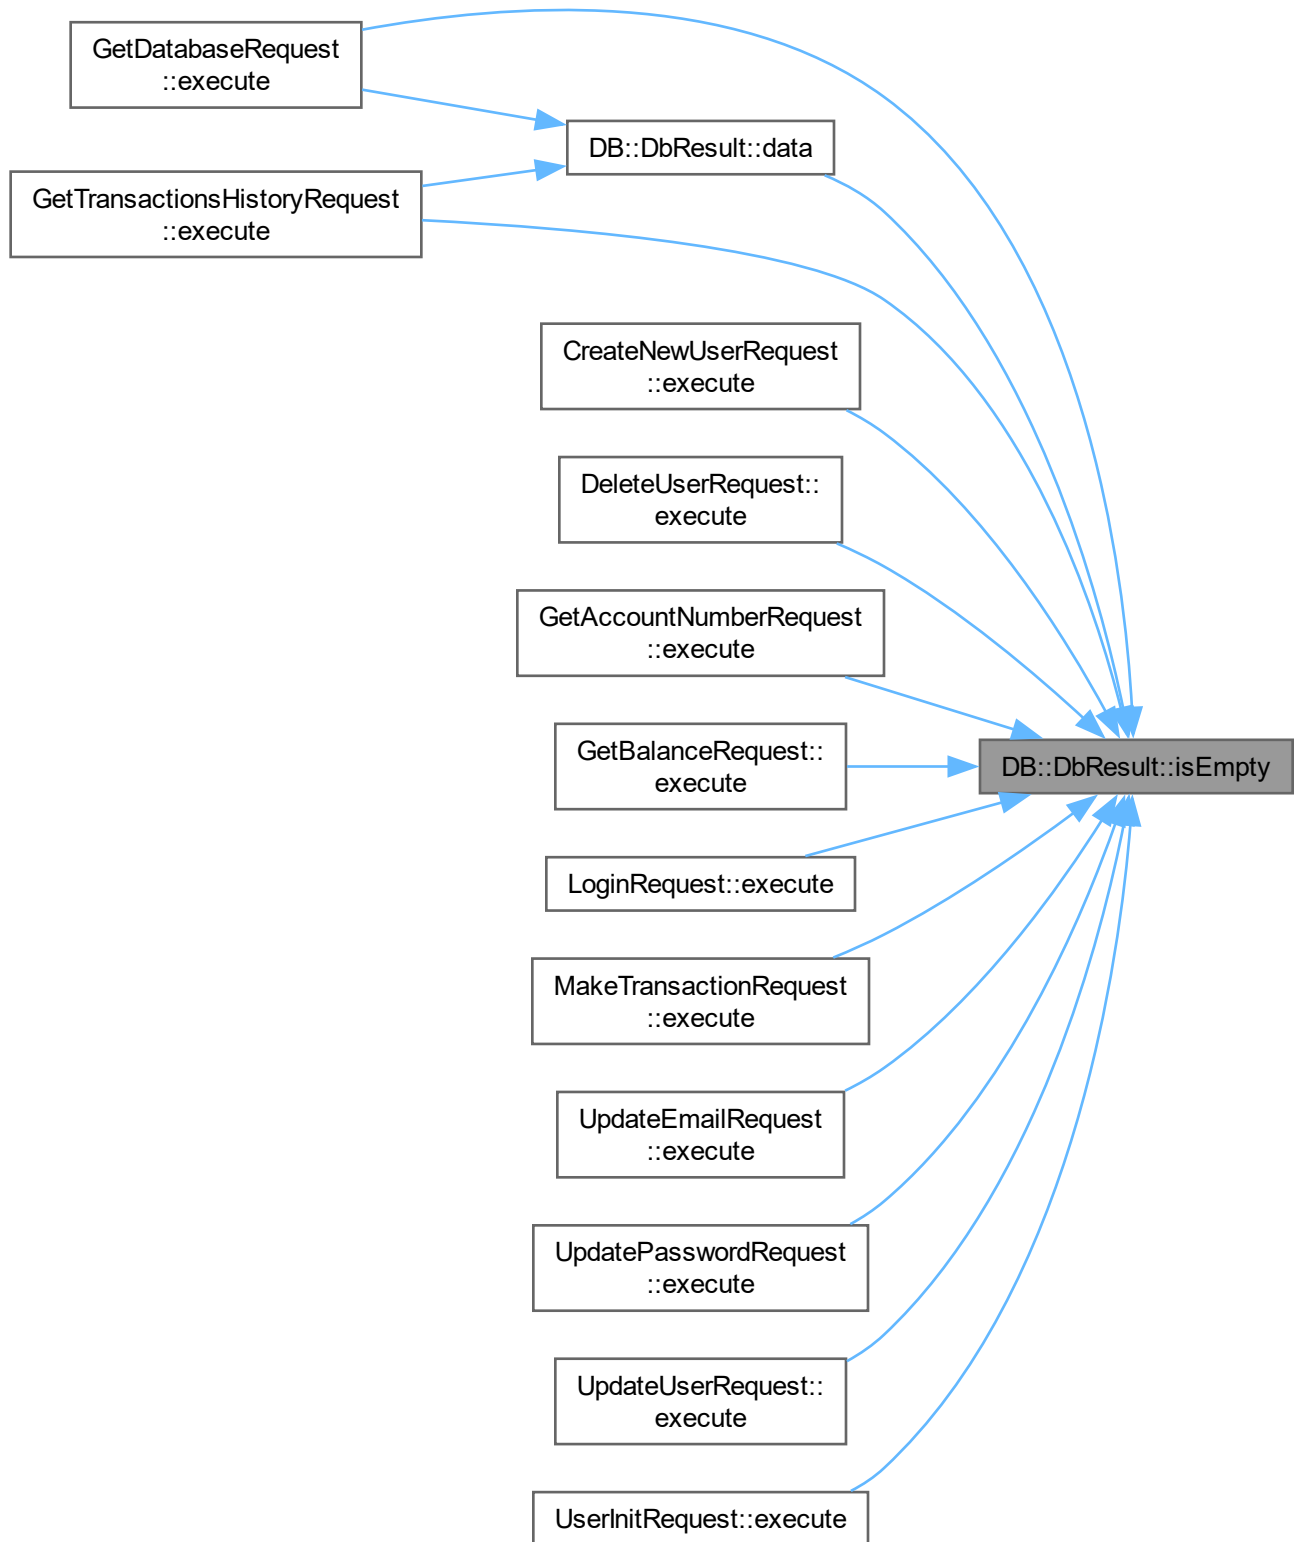 GetDatabaseRequest
::execute
DB::DbResult::data
GetTransactionsHistoryRequest
::execute
CreateNewUserRequest
::execute
DeleteUserRequest::
execute
GetAccountNumberRequest
::execute
GetBalanceRequest::
execute
DB::DbResult::isEmpty
LoginRequest::execute
MakeTransactionRequest
::execute
UpdateEmailRequest
::execute
UpdatePasswordRequest
::execute
UpdateUserRequest::
execute
UserInitRequest::execute